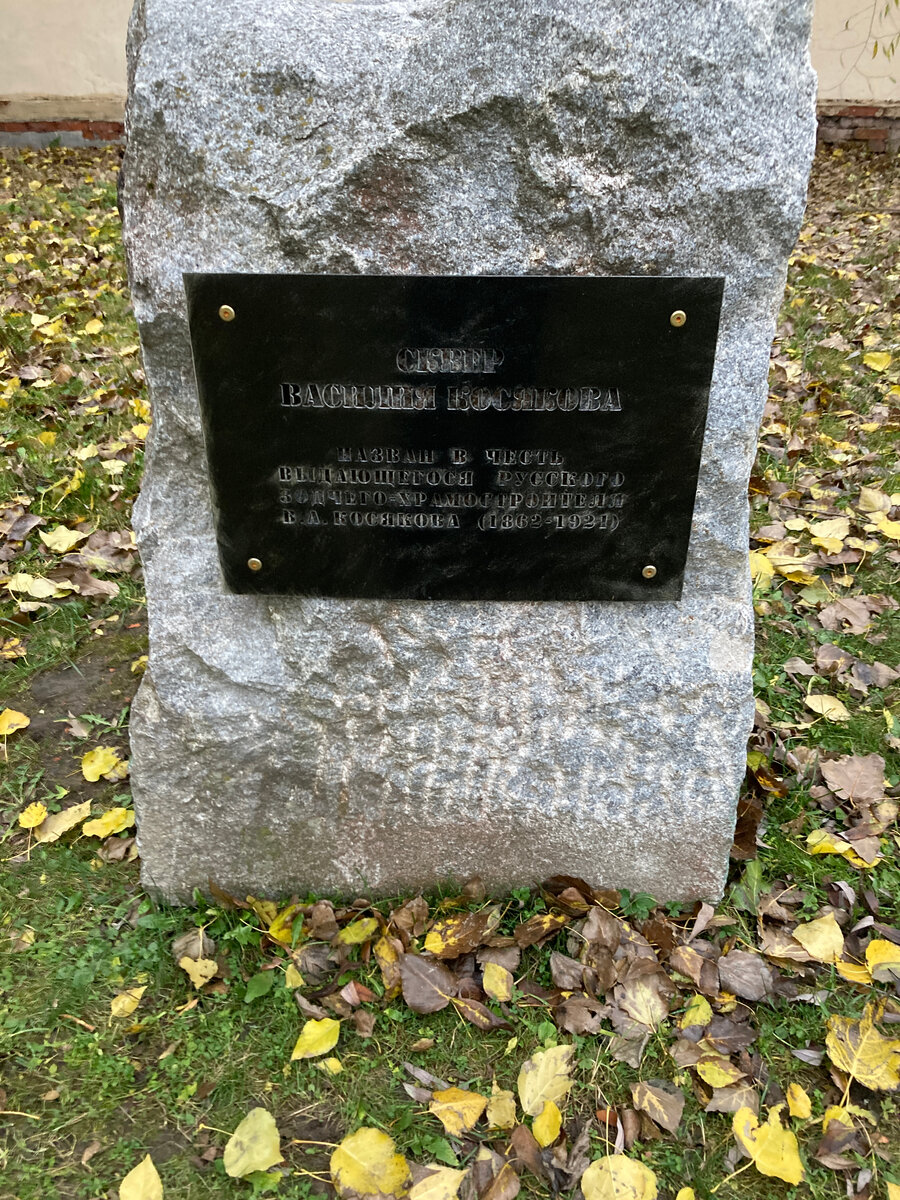 СКВЕР
ВАСИЛИЯ КОСЯКОВА
НАЗВАН В ЧЕСТЬ
ВЫДАЮЩЕГОСЯ РУССКОГО
ЗОДЧЕГО-ХРАМОСТРОИТЕЛЯ
В.А. КОСЯКОВА (1862-1921)